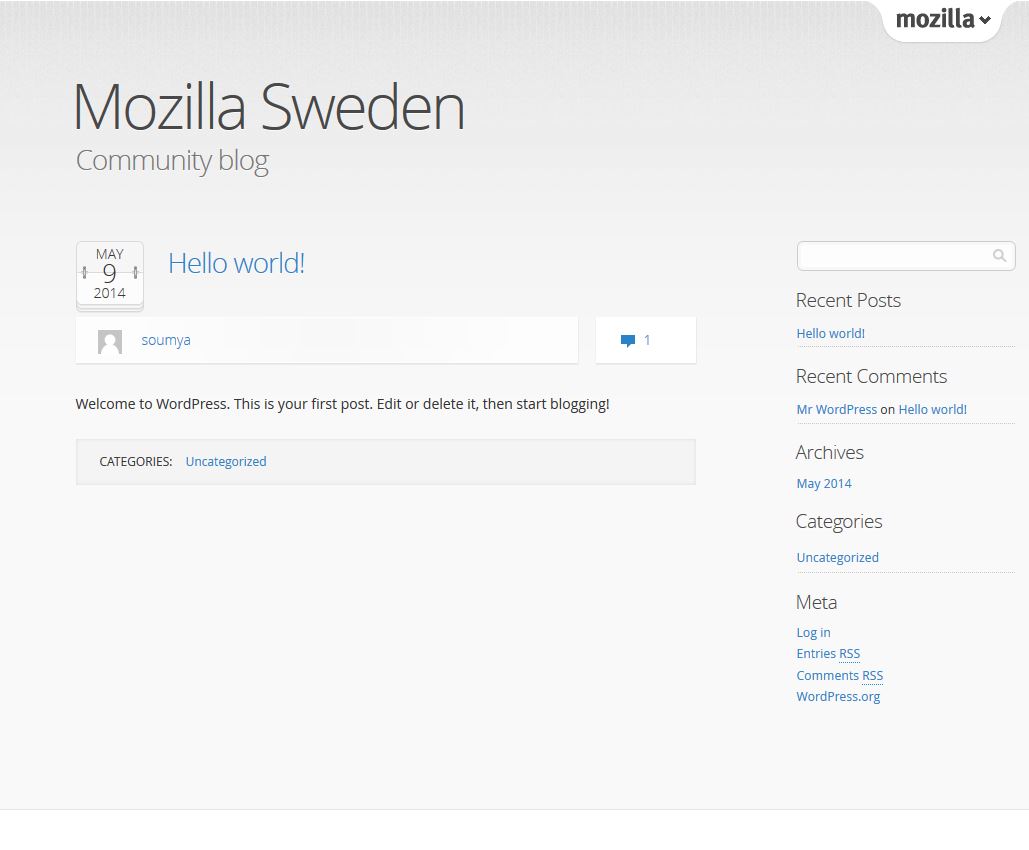 mozilla
Mozilla Sweden
Community blog
MAY
9
2014
Hello world!
soumya
1
Welcome to WordPress. This is your first post. Edit or delete it, then start blogging!
CATEGORIES: Uncategorized
Recent Posts
Hello world!
Recent Comments
Mr WordPress on Hello world!
Archives
May 2014
Categories
Uncategorized
Meta
Log in
Entries RSS
Comments RSS
WordPress.org